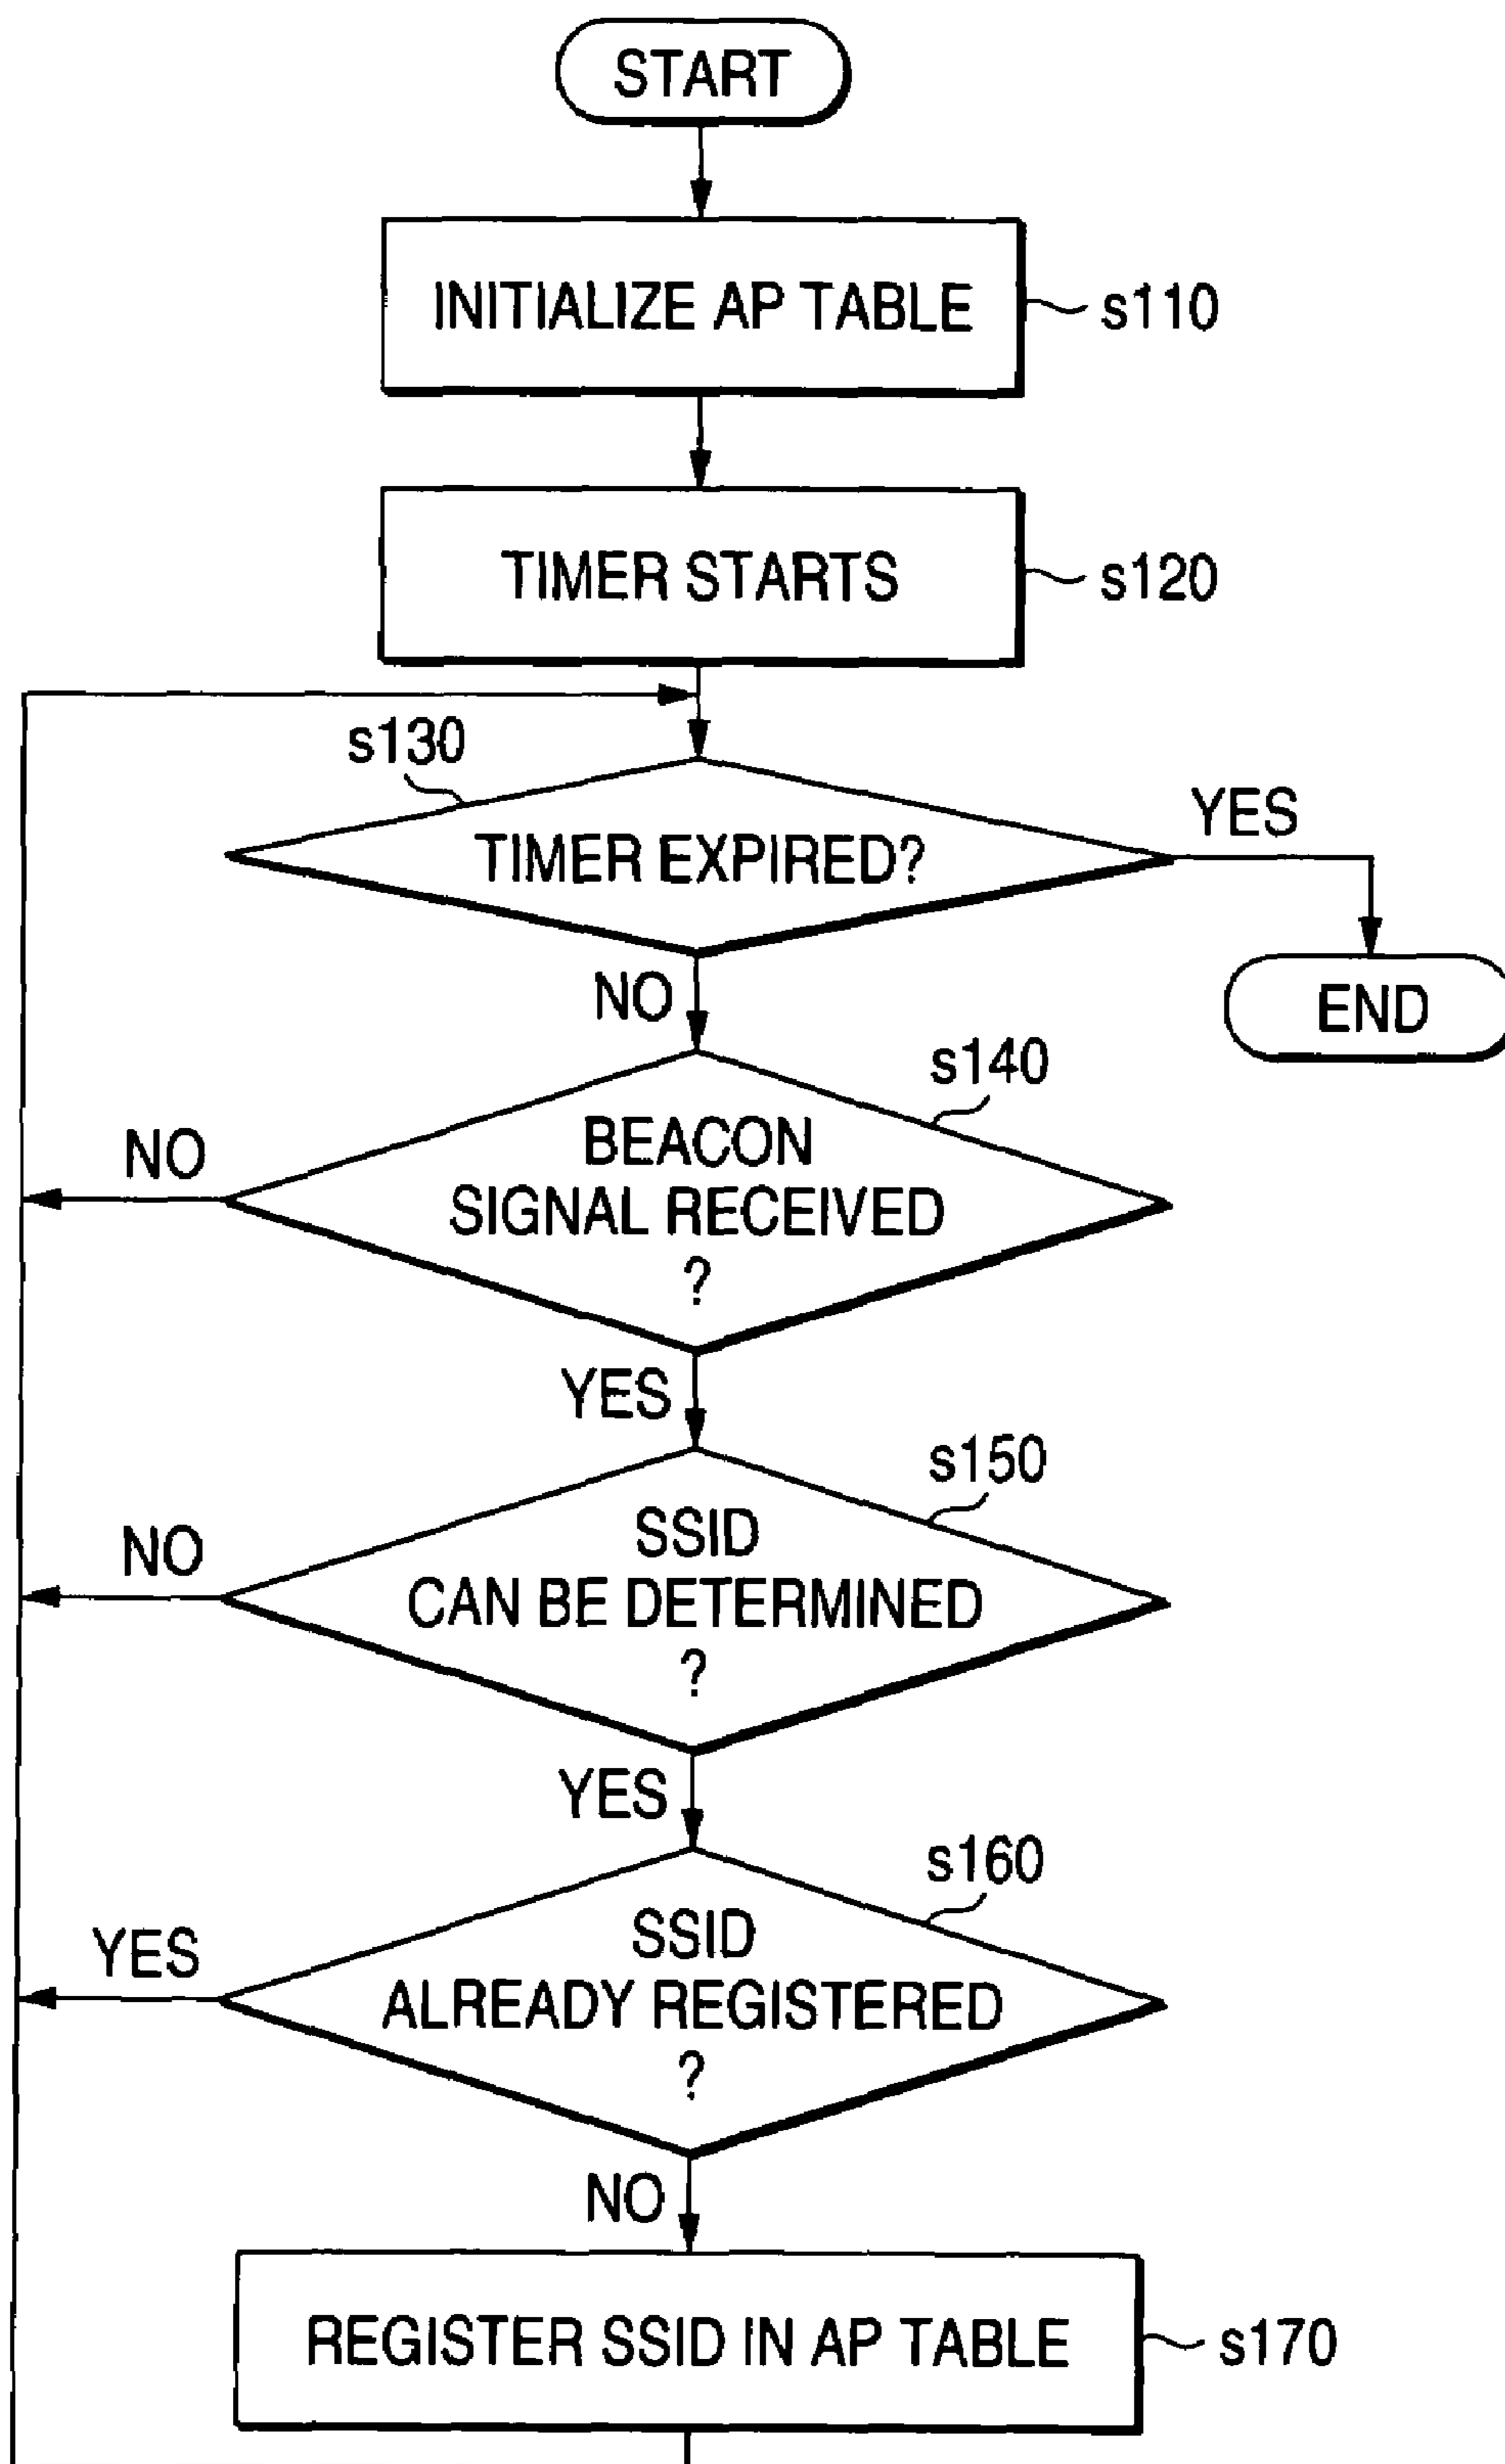 START
INITIALIZE AP TABLE
s110
TIMER STARTS
s120
s130
TIMER EXPIRED?
YES
NO
END
s140
BEACON
SIGNAL RECEIVED
?
NO
YES
s150
SSID
CAN BE DETERMINED
?
NO
YES
s160
SSID
ALREADY REGISTERED
?
YES
NO
REGISTER SSID IN AP TABLE
s170